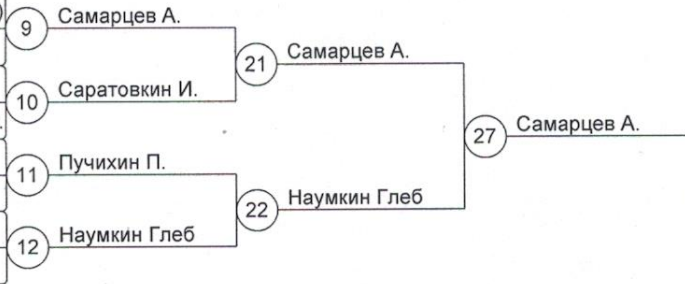 9 Самарцев А.
21 Самарцев А.
10 Саратовкин И.
27 Самарцев А.
11 Пучихин П.
22 Наумкин Глеб
12 Наумкин Глеб